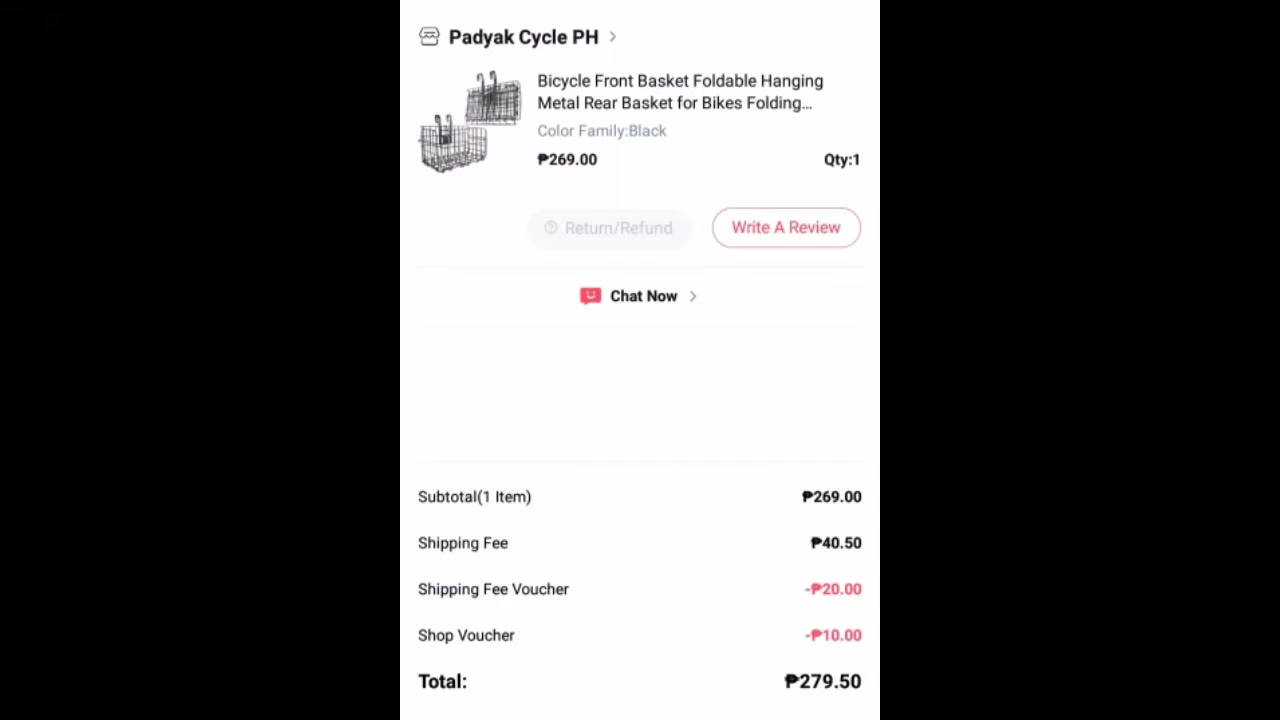 Padyak Cycle PH
Bicycle Front Basket Foldable Hanging
Metal Rear Basket for Bikes Folding...
Color Family:Black
₱269.00 Qty:1
Return/Refund Write A Review
Chat Now
Subtotal(1 Item) ₱269.00
Shipping Fee ₱40.50
Shipping Fee Voucher -₱20.00
Shop Voucher -₱10.00
Total: ₱279.50